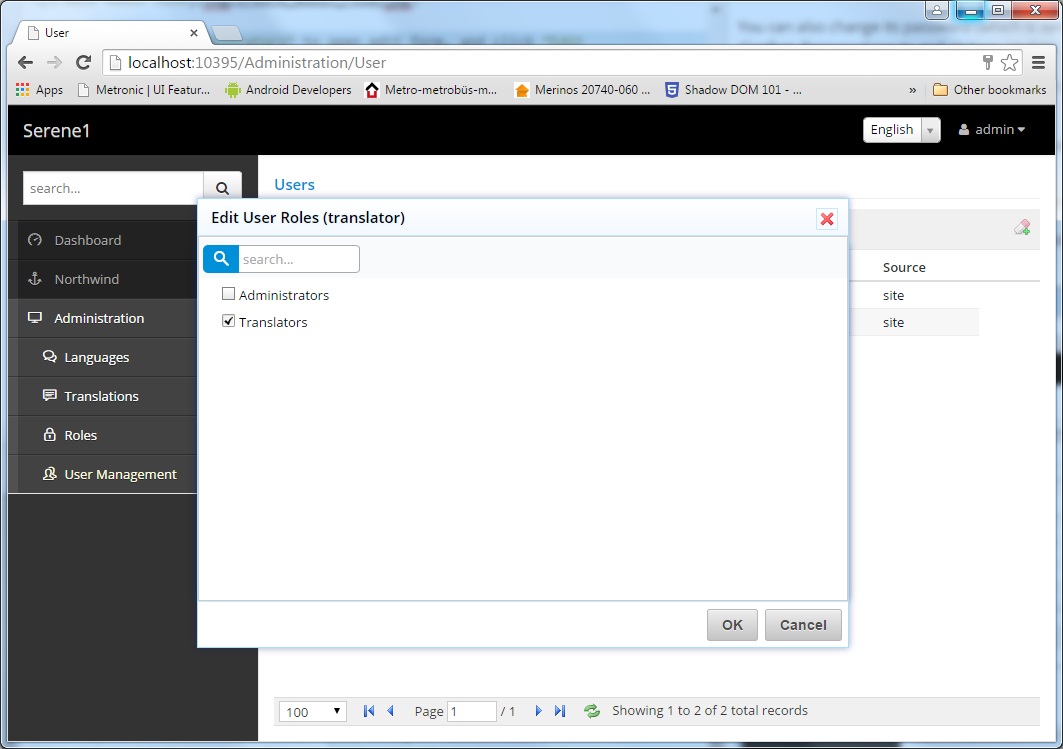 User
localhost:10395/Administration/User
Apps Metronic | UI Featur... Android Developers Metro-metrobüs-m... Merinos 20740-060 ... Shadow DOM 101 - ... » Other bookmarks
Serene1
English admin
search...
Users
Edit User Roles (translator)
search...
Administrators
Translators
Dashboard
Northwind
Administration
Languages
Translations
Roles
User Management
Source
site
site
OK Cancel
100 Page 1 / 1 Showing 1 to 2 of 2 total records